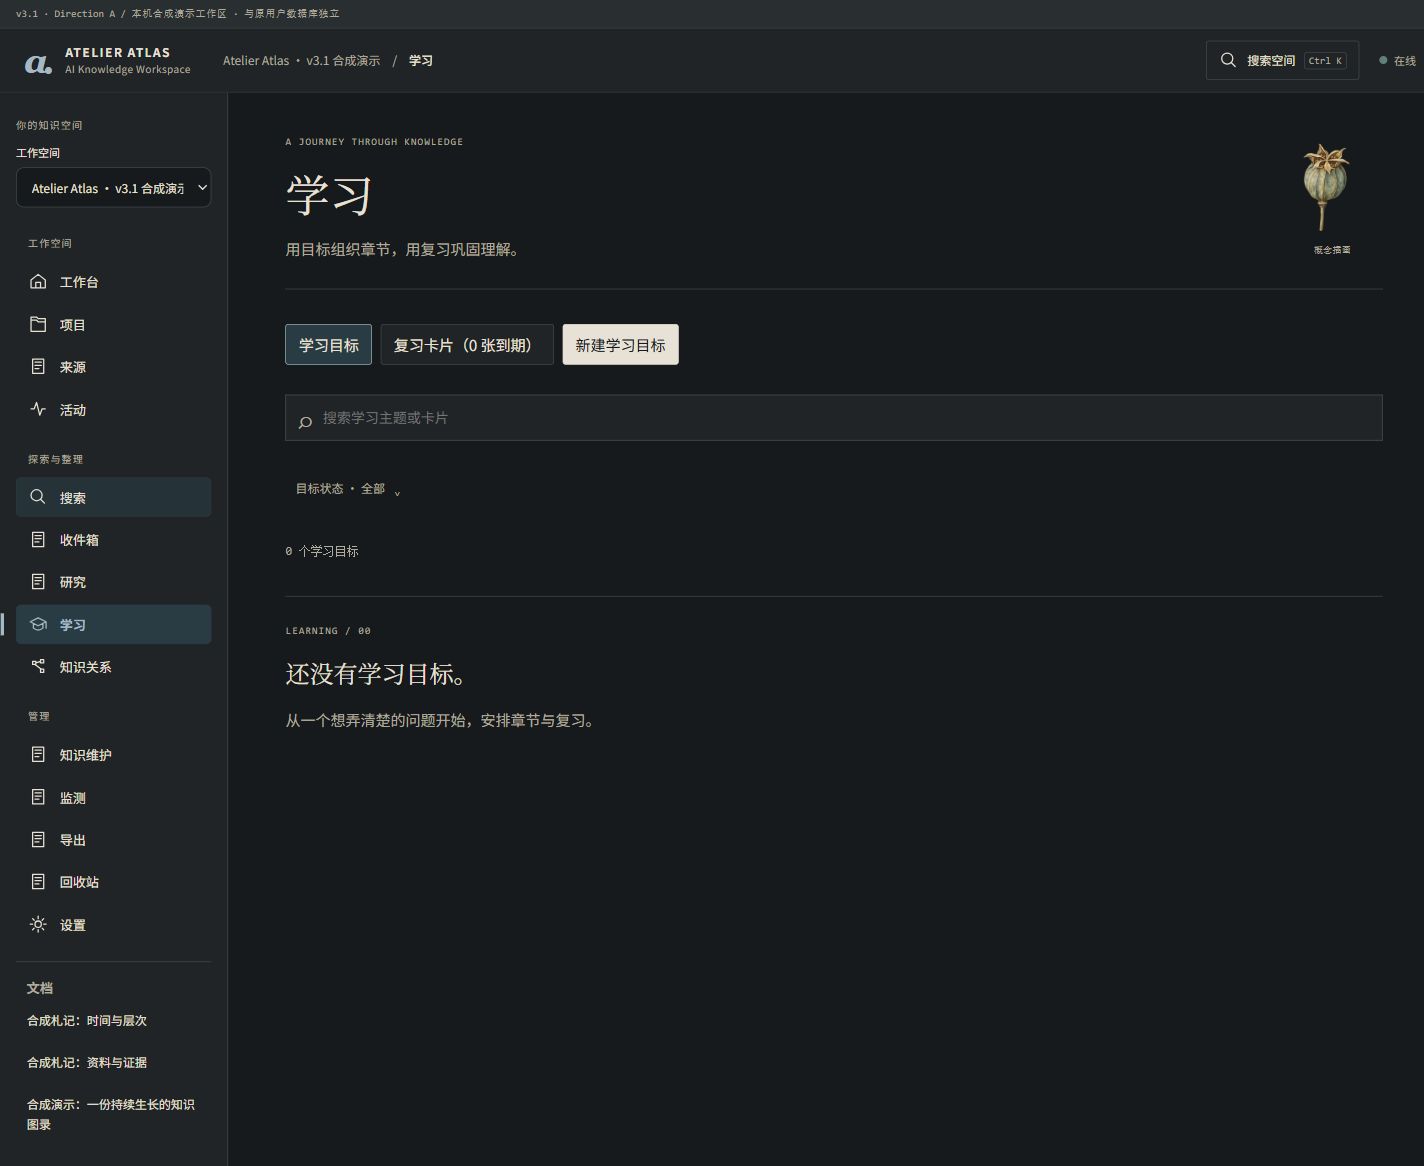 v3.1 · Direction A / 本机合成演示工作区 · 与原用户数据库独立
a.
ATELIER ATLAS
AI Knowledge Workspace
Atelier Atlas · v3.1 合成演示 / 学习
搜索空间 Ctrl K
在线
你的知识空间
工作空间
Atelier Atlas · v3.1 合成演示
工作空间
工作台
项目
来源
活动
探索与整理
搜索
收件箱
研究
学习
知识关系
管理
知识维护
监测
导出
回收站
设置
文档
合成札记：时间与层次
合成札记：资料与证据
合成演示：一份持续生长的知识
图录
A JOURNEY THROUGH KNOWLEDGE
学习
用目标组织章节，用复习巩固理解。
概念描画
学习目标
复习卡片（0 张到期）
新建学习目标
搜索学习主题或卡片
目标状态 · 全部
0 个学习目标
LEARNING / 00
还没有学习目标。
从一个想弄清楚的问题开始，安排章节与复习。